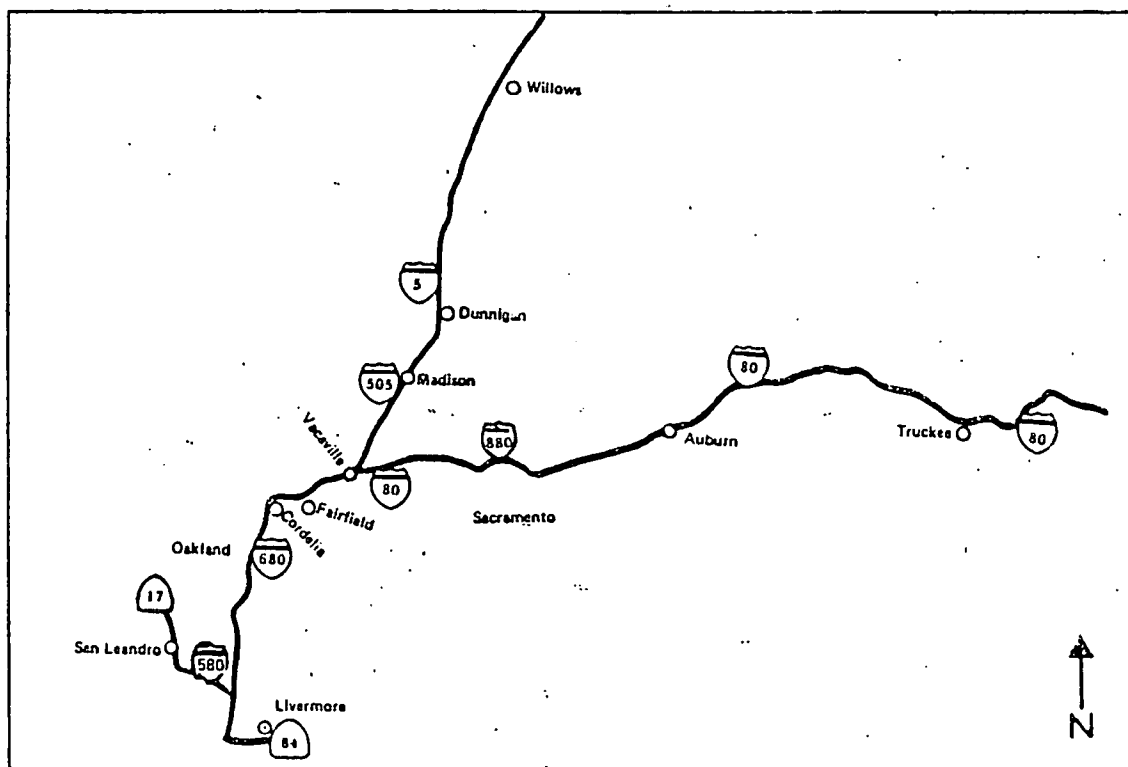 Willows
5
Dunnigan
505
Madison
80
Vacaville
880
Auburn
Truckee
80
80
Sacramento
Fairfield
Cordelia
Oakland
680
17
San Leandro
580
Livermore
84
N